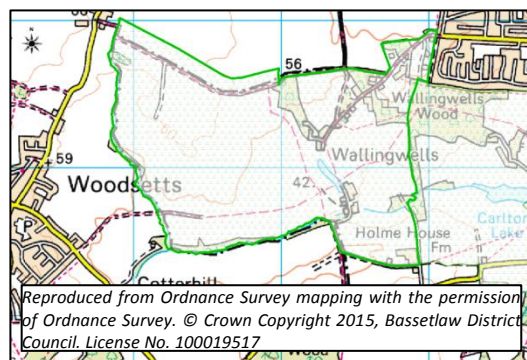 N
56
Wallingwells
Wood
59
Wallingwells
Woodsetts
42
Carlton
Lake
Holme House
Fm
Cotterhill
Reproduced from Ordnance Survey mapping with the permission
of Ordnance Survey. © Crown Copyright 2015, Bassetlaw District
Council. License No. 100019517
Wood